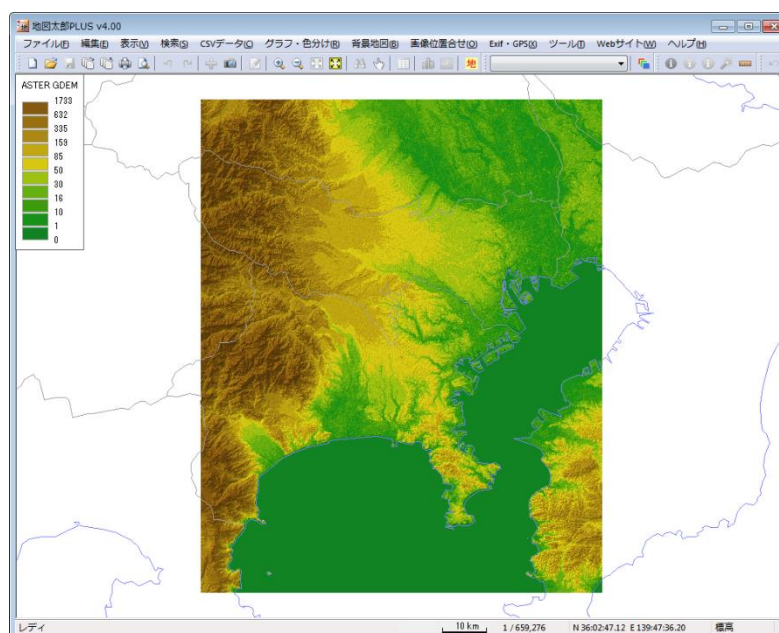 地図太郎PLUS v4.00
ファイル(F) 編集(E) 表示(V) 検索(S) CSVデータ(C) グラフ・色分け(R) 背景地図(B) 画像位置合せ(O) Exif・GPS(X) ツール(T) Webサイト(W) ヘルプ(H)
地
ASTER GDEM
1733
632
335
159
85
50
30
16
10
1
0
レディ 10 km 1 / 659,276 N 36:02:47.12 E 139:47:36.20 標高